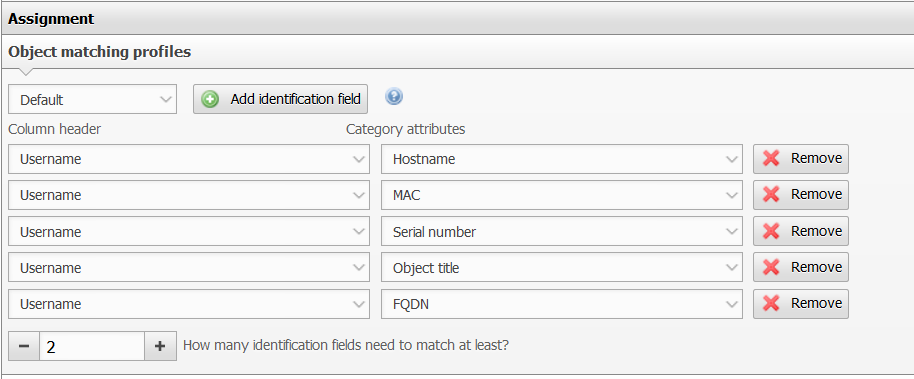 Assignment
Object matching profiles
Default Add identification field ?
Column header Category attributes
Username Hostname Remove
Username MAC Remove
Username Serial number Remove
Username Object title Remove
Username FQDN Remove
− 2 + How many identification fields need to match at least?